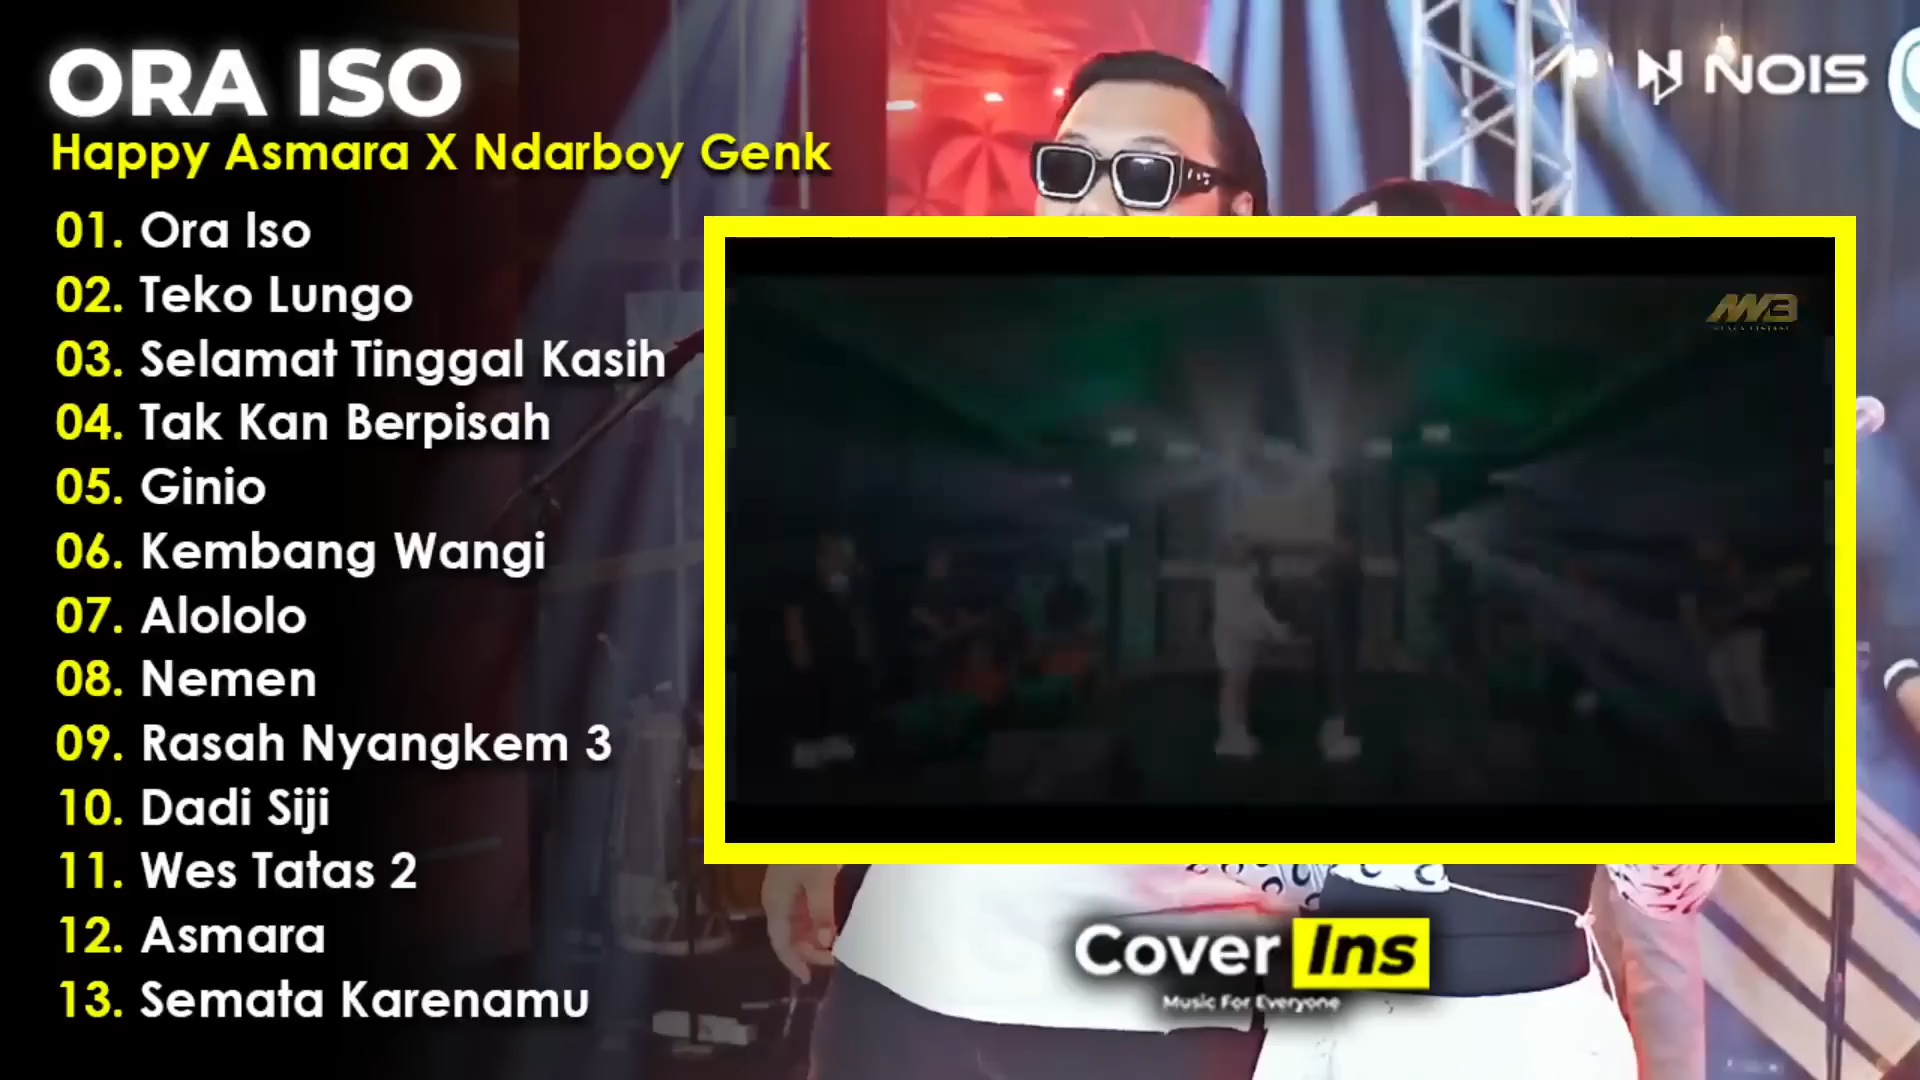 ORA ISO
Happy Asmara X Ndarboy Genk
01. Ora Iso
02. Teko Lungo
03. Selamat Tinggal Kasih
04. Tak Kan Berpisah
05. Ginio
06. Kembang Wangi
07. Alololo
08. Nemen
09. Rasah Nyangkem 3
10. Dadi Siji
11. Wes Tatas 2
12. Asmara
13. Semata Karenamu
NOIS
Cover Ins
Music For Everyone